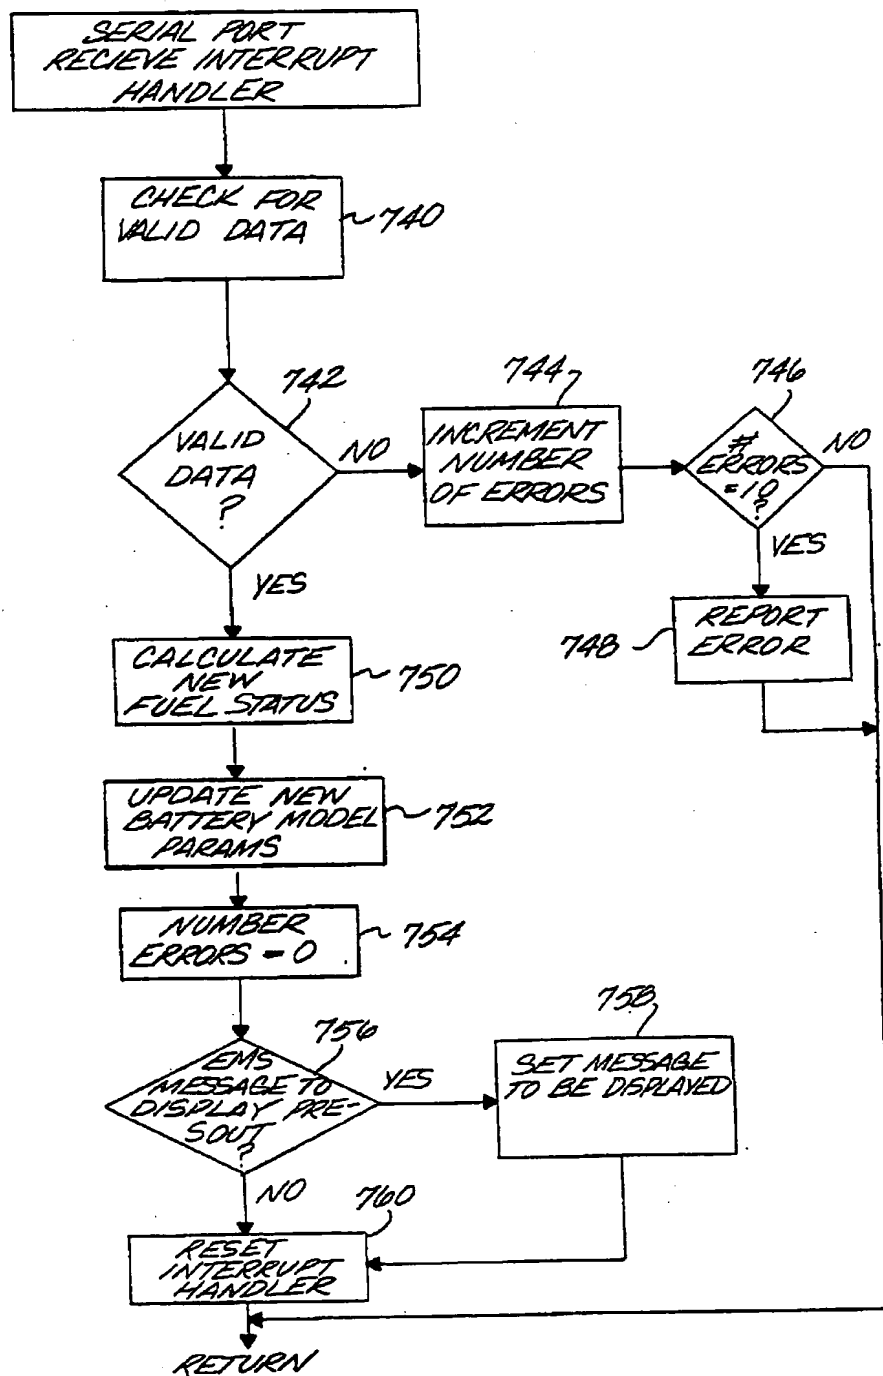 SERIAL PORT
RECIEVE INTERRUPT
HANDLER
CHECK FOR
VALID DATA
740
742
VALID
DATA
?
NO
744
INCREMENT
NUMBER
OF ERRORS
746
#
ERRORS
=10
?
NO
YES
YES
748
REPORT
ERROR
CALCULATE
NEW
FUEL STATUS
750
UPDATE NEW
BATTERY MODEL
PARAMS
752
NUMBER
ERRORS = 0
754
756
EMS
MESSAGE TO
DISPLAY PRE-
SOUT
?
YES
758
SET MESSAGE
TO BE DISPLAYED
NO
760
RESET
INTERRUPT
HANDLER
RETURN